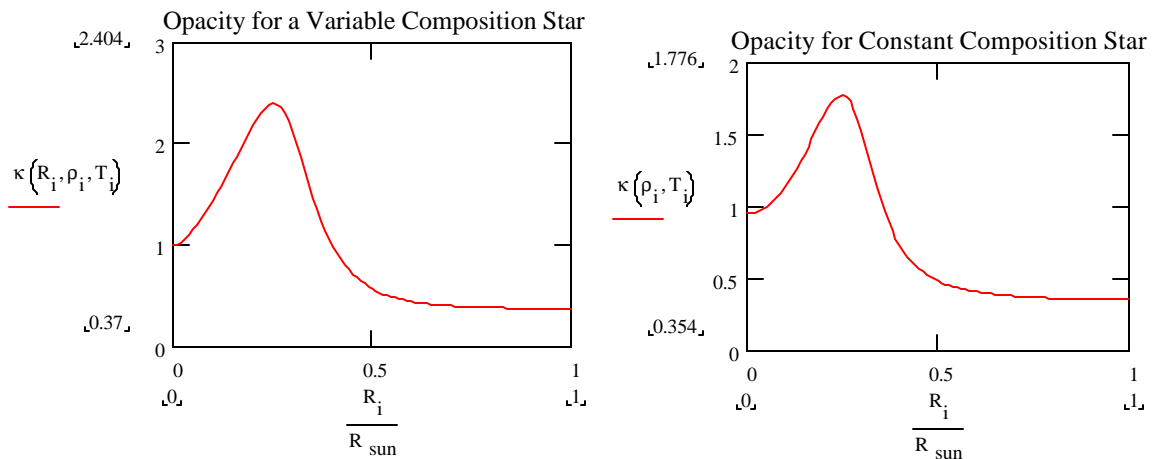 Opacity for a Variable Composition Star
2.404
3
2
κ(R_i, ρ_i, T_i)
1
0.37
0
0
0.5
1
0
R_i
1
R_sun
Opacity for Constant Composition Star
1.776
2
1.5
κ(ρ_i, T_i)
1
0.5
0.354
0
0
0.5
1
0
R_i
1
R_sun